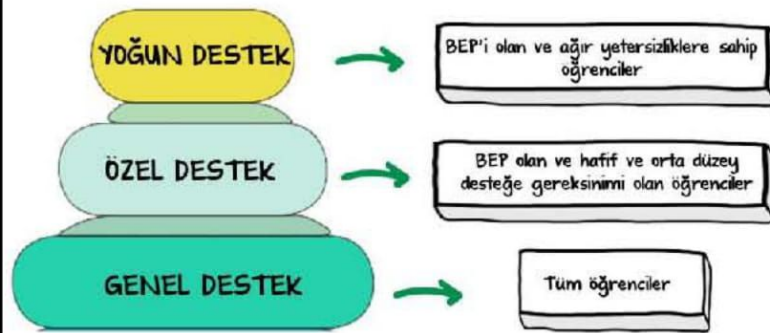 YOĞUN DESTEK
BEP'i olan ve ağır yetersizliklere sahip
öğrenciler
ÖZEL DESTEK
BEP olan ve hafif ve orta düzey
desteğe gereksinimi olan öğrenciler
GENEL DESTEK
Tüm öğrenciler